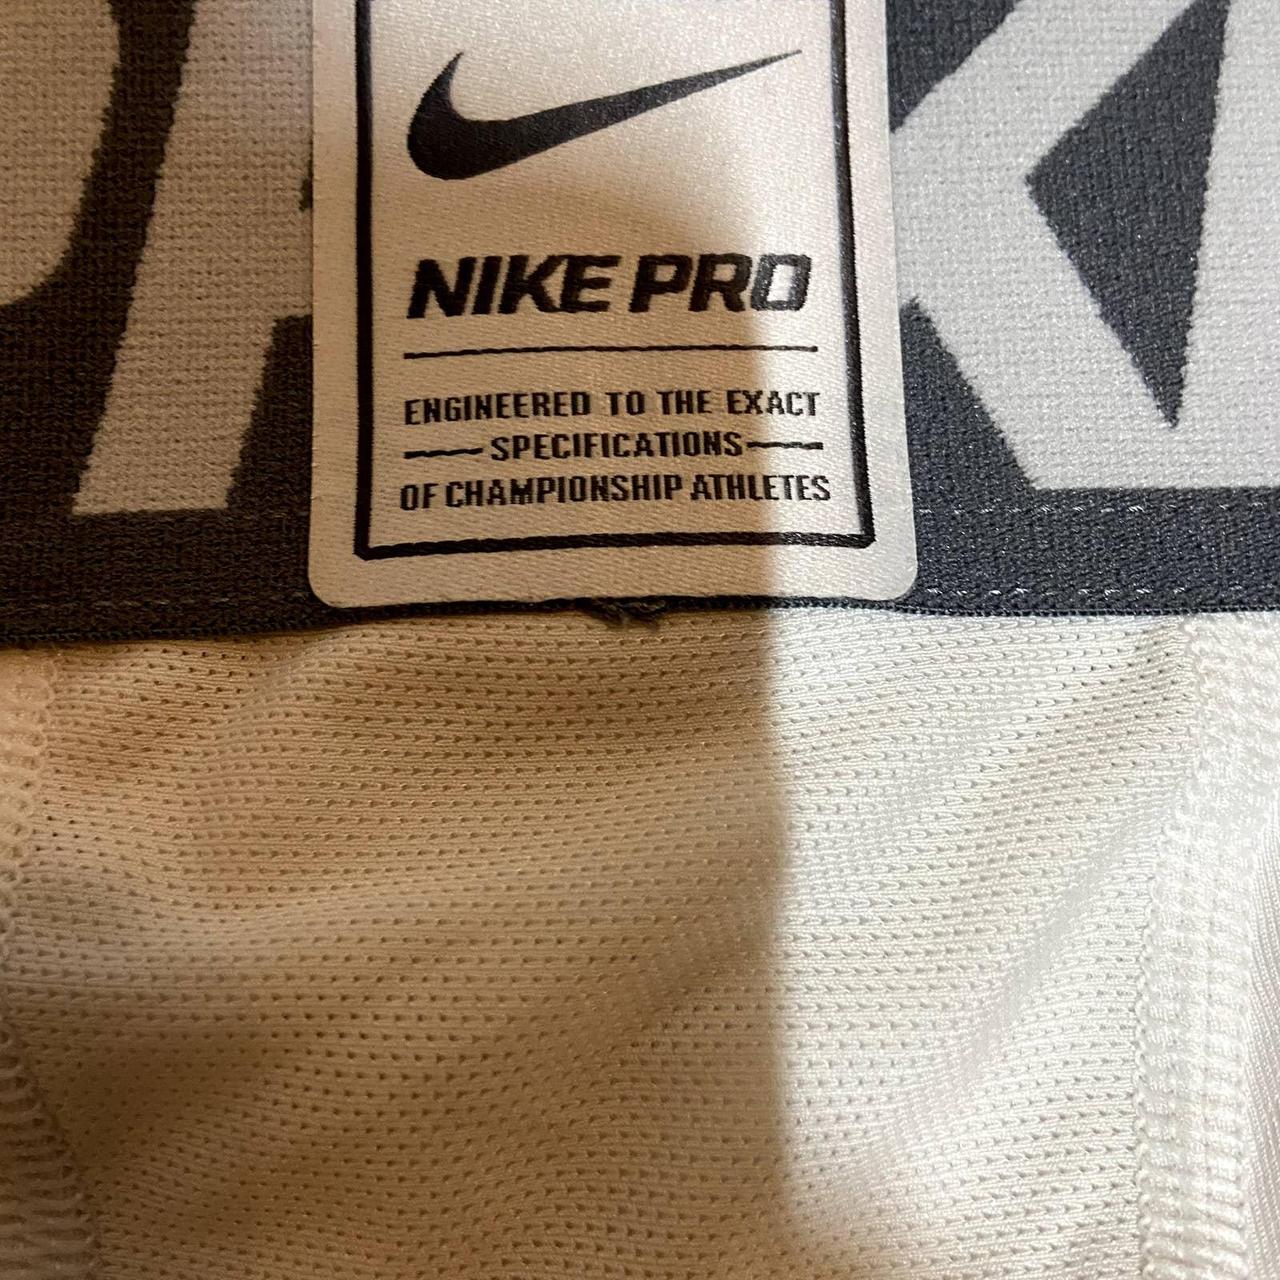 NIKE PRO
ENGINEERED TO THE EXACT
SPECIFICATIONS
OF CHAMPIONSHIP ATHLETES